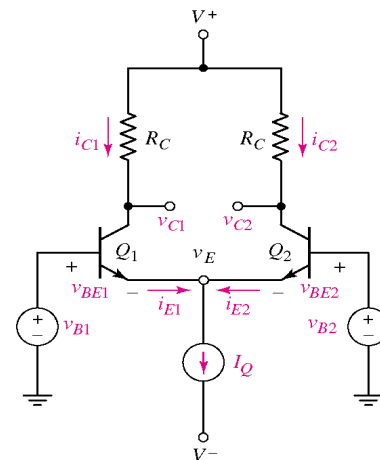 V+
iC1 RC RC iC2
vC1 vC2
Q1 vE Q2
+ +
vBE1 − − vBE2
iE1 iE2
+ vB1 − + vB2 −
IQ
V−